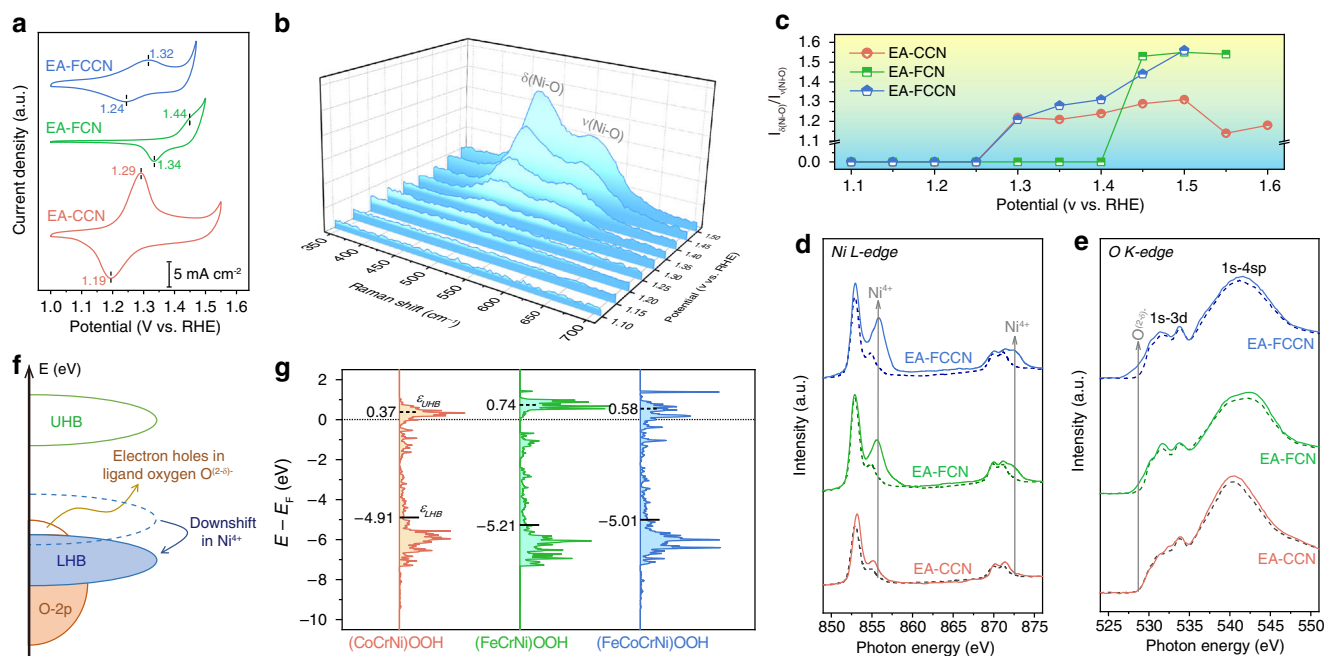 a
EA-FCCN
1.32
1.24
EA-FCN
1.44
1.34
1.29
EA-CCN
1.19
5 mA cm⁻²
Current density (a.u.)
1.0 1.1 1.2 1.3 1.4 1.5 1.6
Potential (V vs. RHE)
b
δ(Ni-O)
ν(Ni-O)
350 400 450 500 550 600 650 700
Raman shift (cm⁻¹)
1.10 1.15 1.20 1.25 1.30 1.35 1.40 1.45 1.50
Potential (v vs. RHE)
c
EA-CCN
EA-FCN
EA-FCCN
I_δ(Ni-O)/I_ν(Ni-O)
1.6
1.5
1.4
1.3
1.2
1.1
0.0
1.1 1.2 1.3 1.4 1.5 1.6
Potential (v vs. RHE)
d
Ni L-edge
Ni⁴⁺
Ni⁴⁺
EA-FCCN
EA-FCN
EA-CCN
Intensity (a.u.)
850 855 860 865 870 875
Photon energy (eV)
e
O K-edge
1s-4sp
1s-3d
O⁽²⁻δ⁾⁻
EA-FCCN
EA-FCN
EA-CCN
Intensity (a.u.)
525 530 535 540 545 550
Photon energy (eV)
f
E (eV)
UHB
Electron holes in
ligand oxygen O⁽²⁻δ⁾⁻
Downshift
in Ni⁴⁺
LHB
O-2p
g
E − E_F (eV)
2
0
−2
−4
−6
−8
−10
0.37
ε_UHB
0.74
0.58
−4.91
ε_LHB
−5.21
−5.01
(CoCrNi)OOH
(FeCrNi)OOH
(FeCoCrNi)OOH